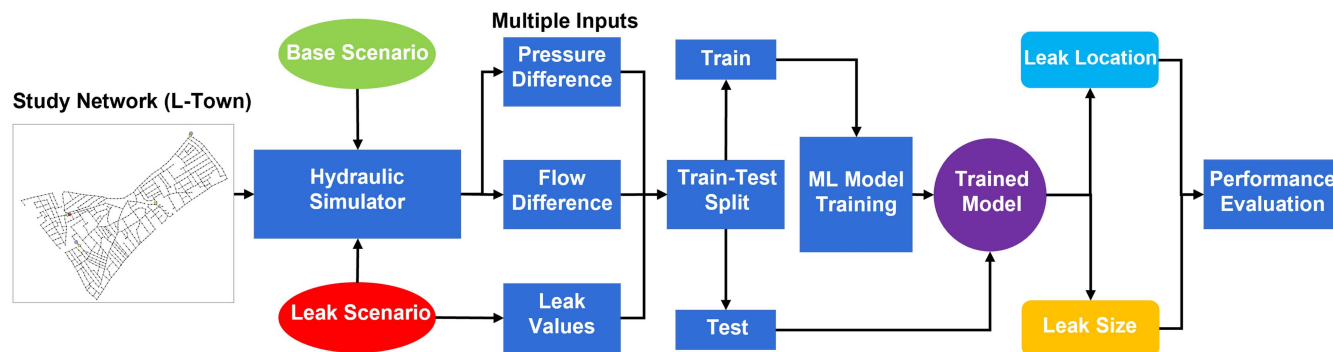 Multiple Inputs
Base Scenario
Pressure
Difference
Train
Leak Location
Study Network (L-Town)
Hydraulic
Simulator
Flow
Difference
Train-Test
Split
ML Model
Training
Trained
Model
Performance
Evaluation
Leak Scenario
Leak
Values
Test
Leak Size